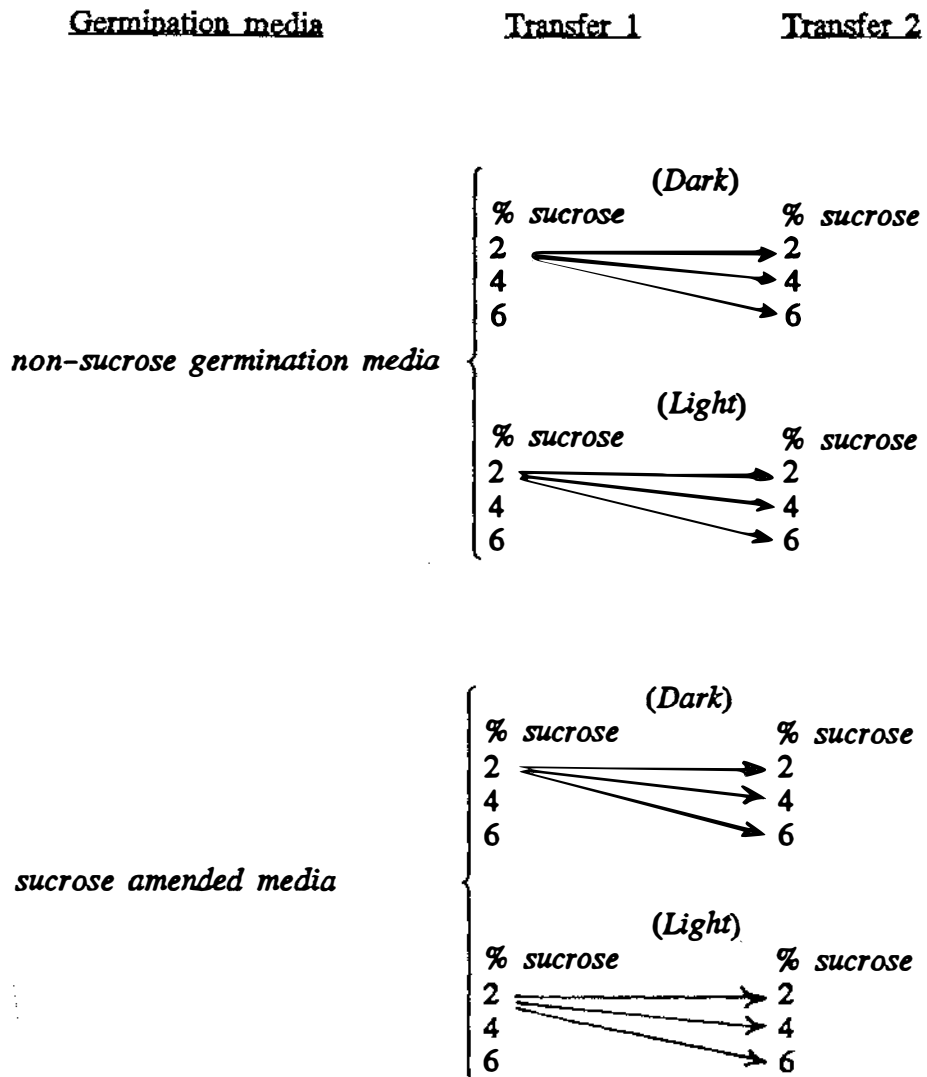 Germination media Transfer 1 Transfer 2
(Dark)
% sucrose % sucrose
2 2
4 4
6 6
non-sucrose germination media
(Light)
% sucrose % sucrose
2 2
4 4
6 6
(Dark)
% sucrose % sucrose
2 2
4 4
6 6
sucrose amended media
(Light)
% sucrose % sucrose
2 2
4 4
6 6